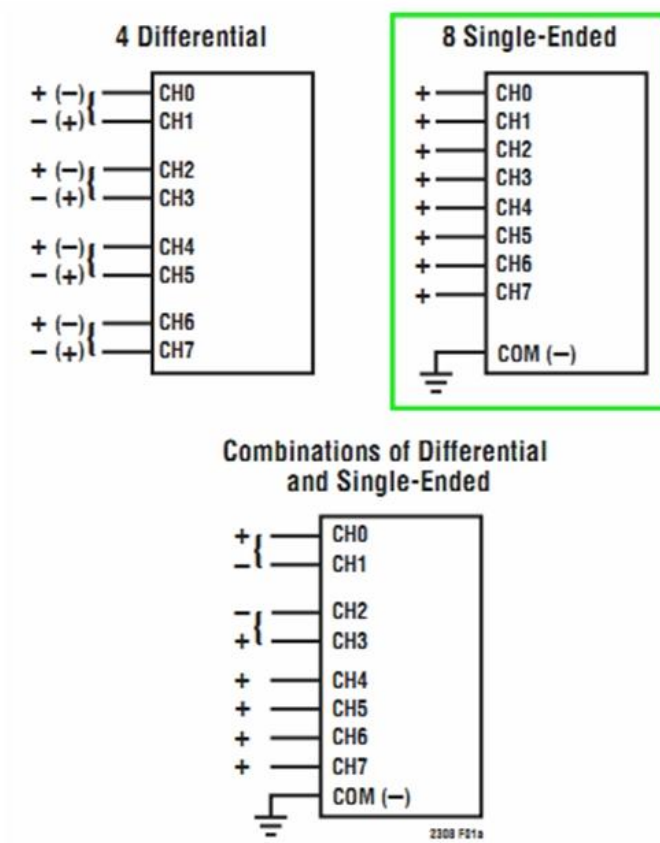 4 Differential
+ (−) CH0
− (+) CH1
+ (−) CH2
− (+) CH3
+ (−) CH4
− (+) CH5
+ (−) CH6
− (+) CH7
8 Single-Ended
+ CH0
+ CH1
+ CH2
+ CH3
+ CH4
+ CH5
+ CH6
+ CH7
COM (−)
Combinations of Differential
and Single-Ended
+ CH0
− CH1
− CH2
+ CH3
+ CH4
+ CH5
+ CH6
+ CH7
COM (−)
2308 F01a